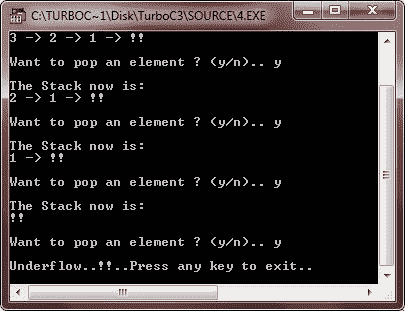 C:\TURBOC~1\Disk\TurboC3\SOURCE\4.EXE
3 -> 2 -> 1 -> !!
Want to pop an element ? (y/n).. y
The Stack now is:
2 -> 1 -> !!
Want to pop an element ? (y/n).. y
The Stack now is:
1 -> !!
Want to pop an element ? (y/n).. y
The Stack now is:
!!
Want to pop an element ? (y/n).. y
Underflow..!!..Press any key to exit..